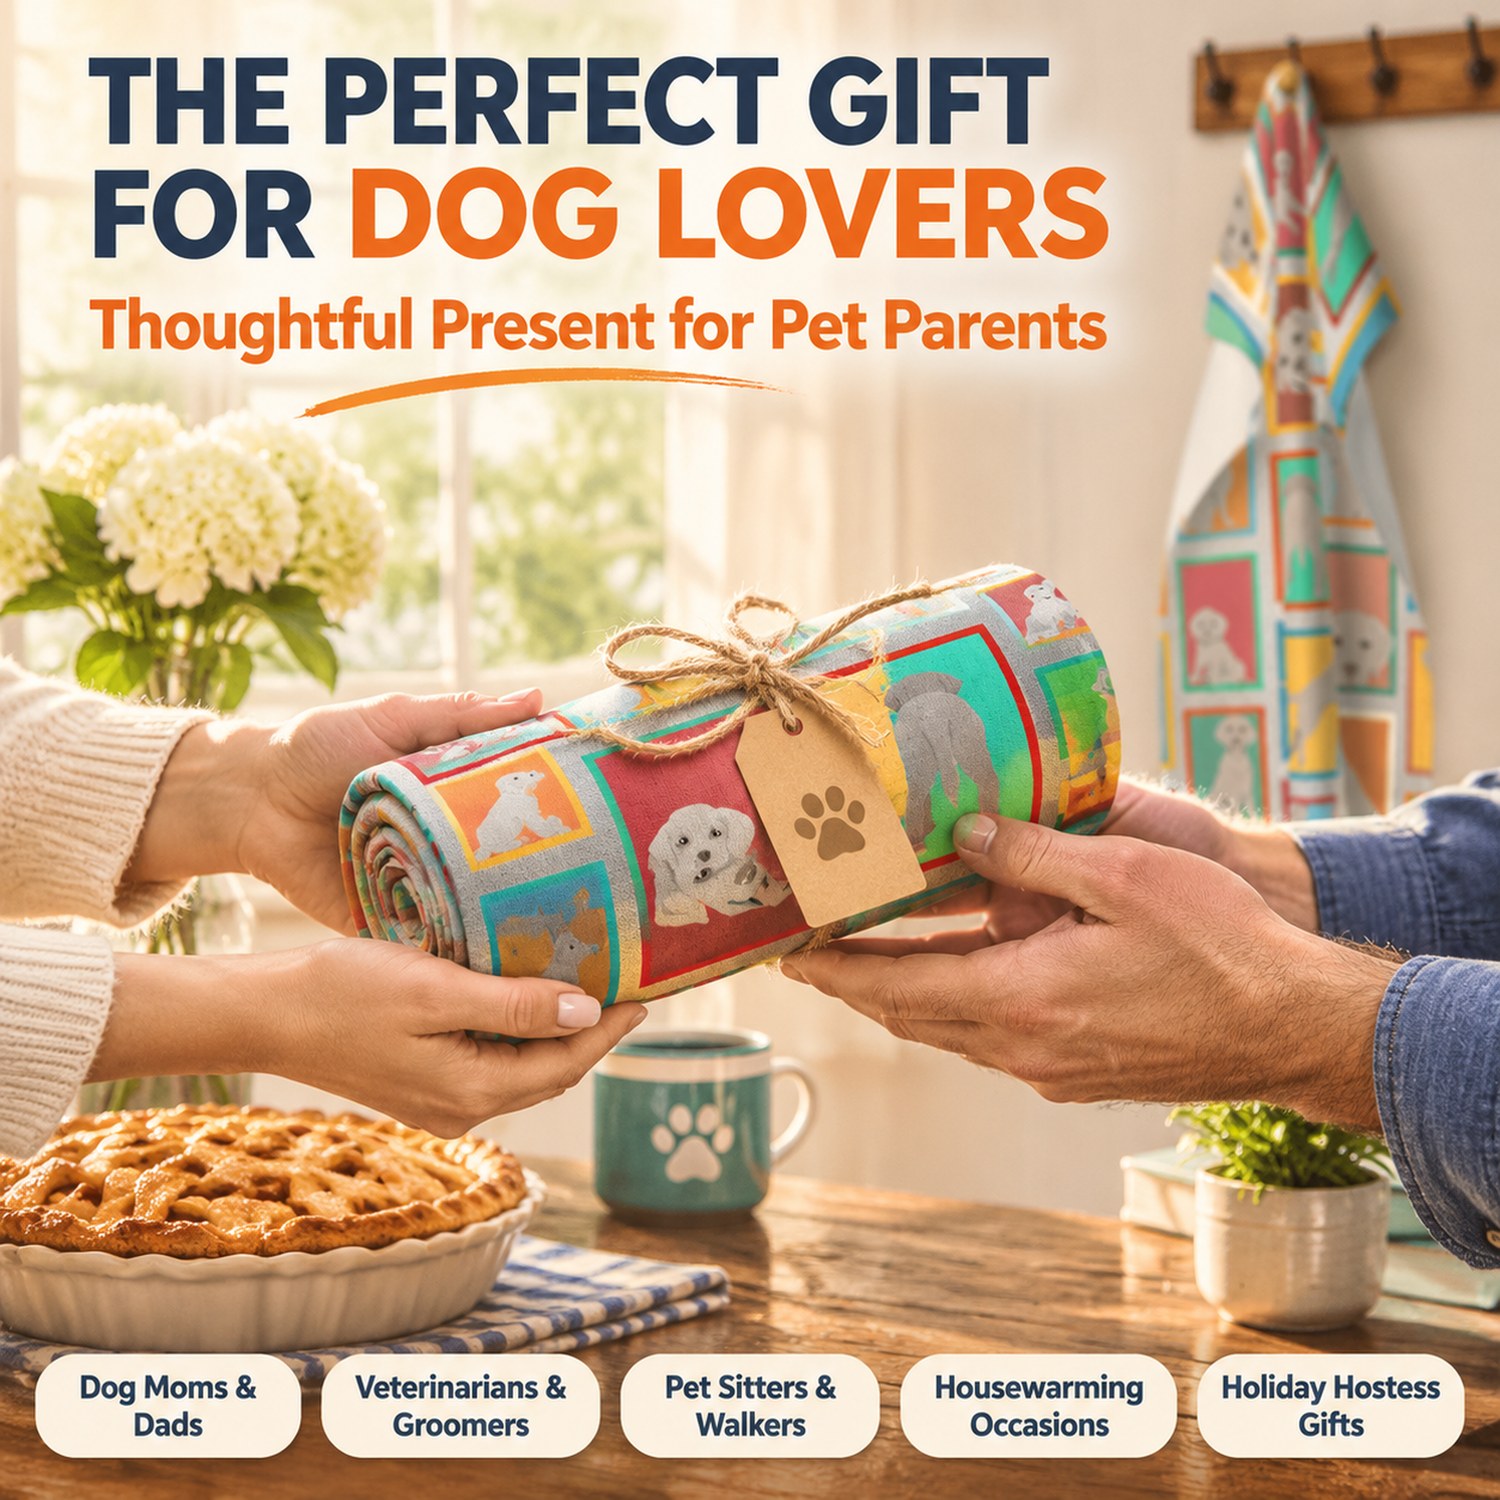 THE PERFECT GIFT
FOR DOG LOVERS
Thoughtful Present for Pet Parents
Dog Moms &
Dads
Veterinarians &
Groomers
Pet Sitters &
Walkers
Housewarming
Occasions
Holiday Hostess
Gifts